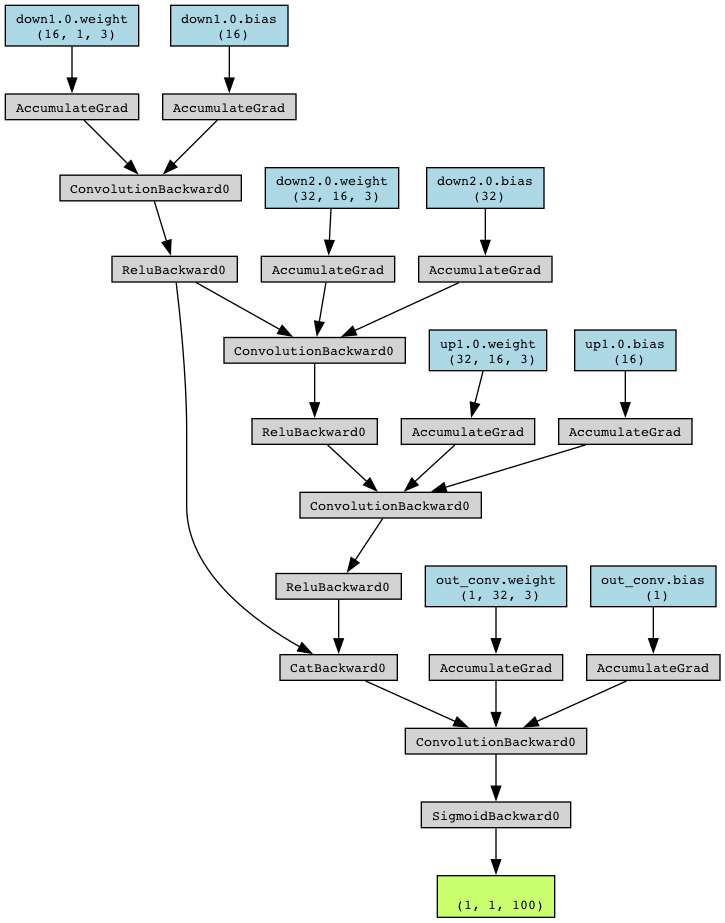 down1.0.weight
(16, 1, 3)
down1.0.bias
(16)
AccumulateGrad
AccumulateGrad
ConvolutionBackward0
down2.0.weight
(32, 16, 3)
down2.0.bias
(32)
ReluBackward0
AccumulateGrad
AccumulateGrad
ConvolutionBackward0
up1.0.weight
(32, 16, 3)
up1.0.bias
(16)
ReluBackward0
AccumulateGrad
AccumulateGrad
ConvolutionBackward0
ReluBackward0
out_conv.weight
(1, 32, 3)
out_conv.bias
(1)
CatBackward0
AccumulateGrad
AccumulateGrad
ConvolutionBackward0
SigmoidBackward0
(1, 1, 100)